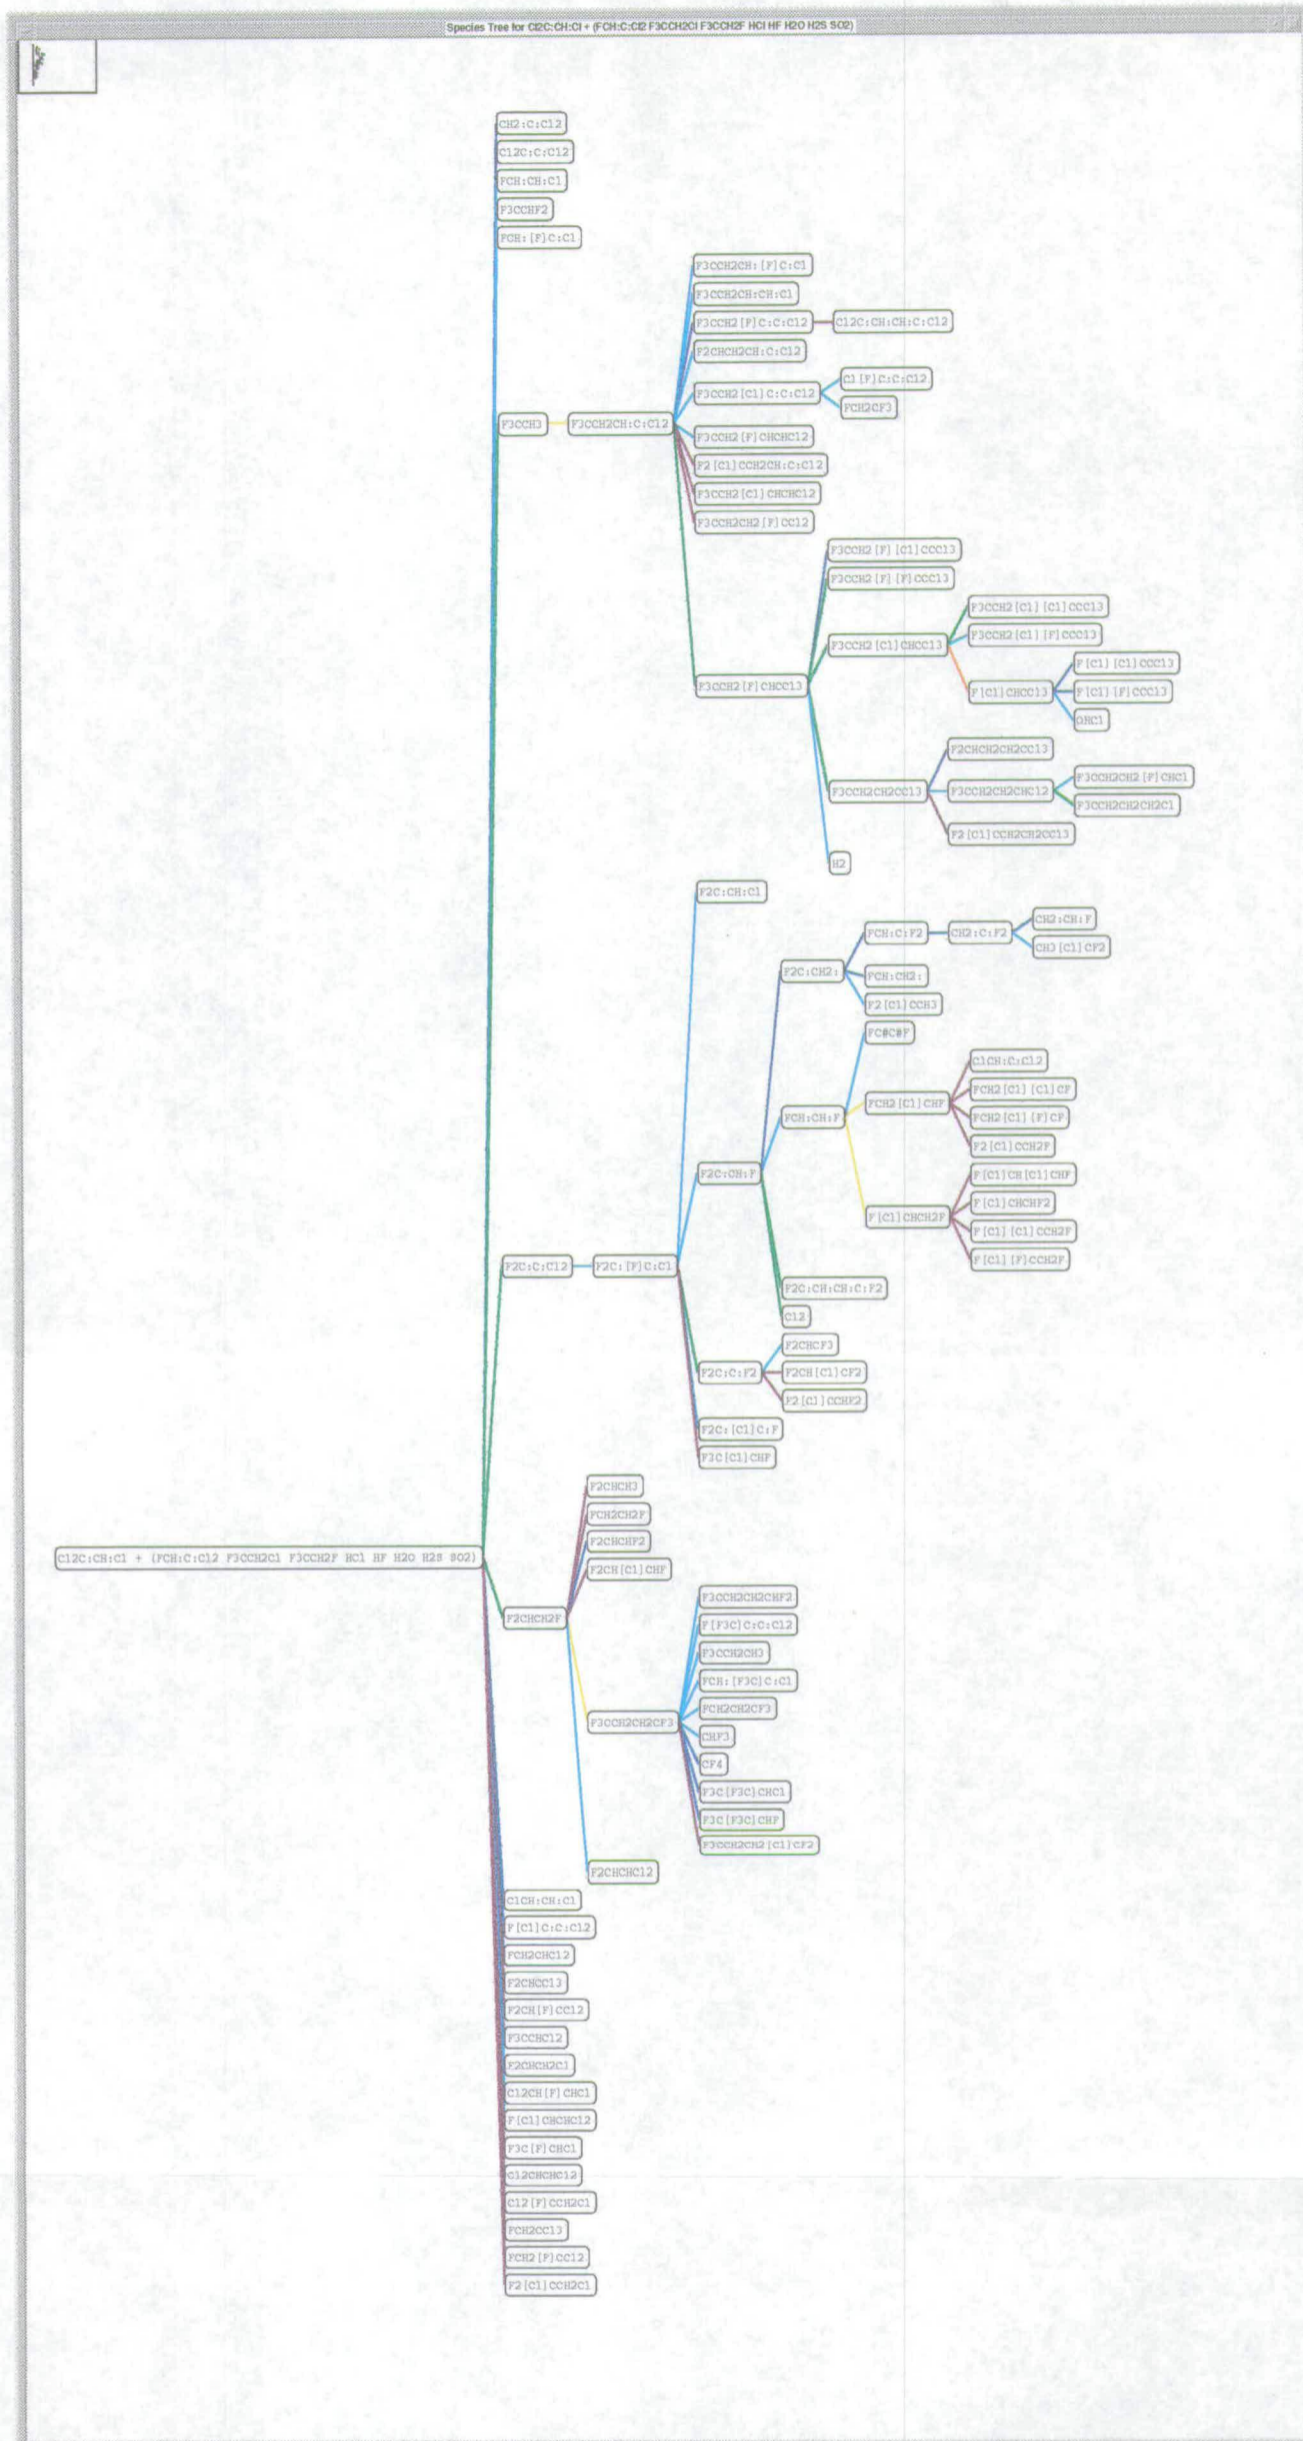 Species Tree for Cl2C:CH:Cl + (FCH:C:Cl2 F3CCH2Cl F3CCH2F HCl HF H2O H2S SO2)
CH2:C:Cl2
Cl2C:C:Cl2
FCH:CH:Cl
F3CCHF2
FCH:[F]C:Cl
F3CCH2CH:[F]C:Cl
F3CCH2CH:CH:Cl
F3CCH2[F]C:C:Cl2
Cl2C:CH:CH:C:Cl2
F2CHCH2CH:C:Cl2
Cl[F]C:C:Cl2
F3CCH2[Cl]C:C:Cl2
FCH2CF3
F3CCH3
F3CCH2CH:C:Cl2
F3CCH2[F]CHCHCl2
F2[Cl]CCH2CH:C:Cl2
F3CCH2[Cl]CHCHCl2
F3CCH2CH2[F]CCl2
F3CCH2[F][Cl]CCCl3
F3CCH2[F][F]CCCl3
F3CCH2[Cl][Cl]CCCl3
F3CCH2[Cl][F]CCCl3
F3CCH2[Cl]CHCCl3
F[Cl][Cl]CCCl3
F3CCH2[F]CHCCl3
F[Cl]CHCCl3
F[Cl][F]CCCl3
OHCl
F2CHCH2CH2CCl3
F3CCH2CH2[F]CHCl
F3CCH2CH2CCl3
F3CCH2CH2CHCl2
F3CCH2CH2CH2Cl
F2[Cl]CCH2CH2CCl3
H2
F2C:CH:Cl
CH2:CH:F
FCH:C:F2
CH2:C:F2
CH3[Cl]CF2
F2C:CH2:
FCH:CH2:
F2[Cl]CCH3
FC#C#F
ClCH:C:Cl2
FCH2[Cl][Cl]CF
FCH2[Cl]CHF
FCH:CH:F
FCH2[Cl][F]CF
F2[Cl]CCH2F
F2C:CH:F
F[Cl]CH[Cl]CHF
F[Cl]CHCHF2
F[Cl]CHCH2F
F[Cl][Cl]CCH2F
F[Cl][F]CCH2F
F2C:C:Cl2
F2C:[F]C:Cl
F2C:CH:CH:C:F2
Cl2
F2CHCF3
F2C:C:F2
F2CH[Cl]CF2
F2[Cl]CCHF2
F2C:[Cl]C:F
F3C[Cl]CHF
F2CHCH3
FCH2CH2F
F2CHCHF2
Cl2C:CH:Cl + (FCH:C:Cl2 F3CCH2Cl F3CCH2F HCl HF H2O H2S SO2)
F2CH[Cl]CHF
F3CCH2CH2CHF2
F2CHCH2F
F[F3C]C:C:Cl2
F3CCH2CH3
FCH:[F3C]C:Cl
FCH2CH2CF3
F3CCH2CH2CF3
CHF3
CF4
F3C[F3C]CHCl
F3C[F3C]CHF
F3CCH2CH2[Cl]CF2
F2CHCHCl2
ClCH:CH:Cl
F[Cl]C:C:Cl2
FCH2CHCl2
F2CHCCl3
F2CH[F]CCl2
F3CCHCl2
F2CHCH2Cl
Cl2CH[F]CHCl
F[Cl]CHCHCl2
F3C[F]CHCl
Cl2CHCHCl2
Cl2[F]CCH2Cl
FCH2CCl3
FCH2[F]CCl2
F2[Cl]CCH2Cl